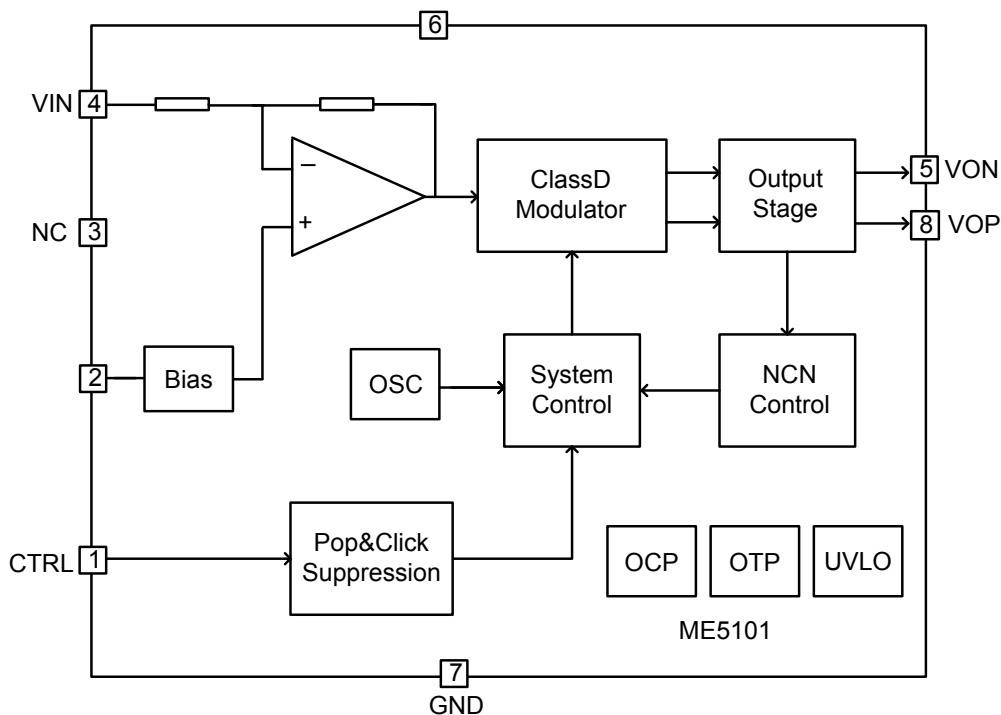 6
VIN 4
−
+
ClassD
Modulator
Output
Stage
5 VON
8 VOP
NC 3
2
Bias
OSC
System
Control
NCN
Control
CTRL 1
Pop&Click
Suppression
OCP
OTP
UVLO
ME5101
7
GND